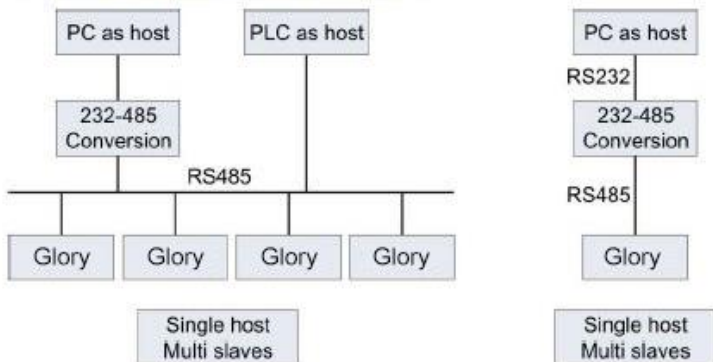 PC as host
PLC as host
232-485
Conversion
RS485
Glory
Glory
Glory
Glory
Single host
Multi slaves
PC as host
RS232
232-485
Conversion
RS485
Glory
Single host
Multi slaves